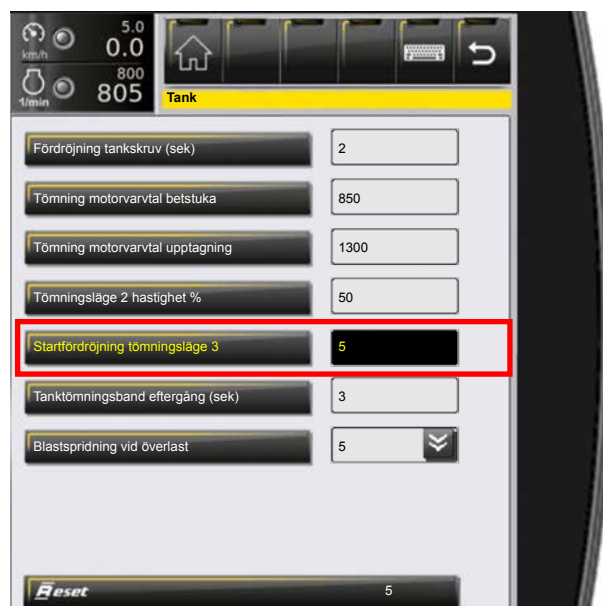 km/h
5.0
0.0
1/min
800
805
Tank
Fördröjning tankskruv (sek)
2
Tömning motorvarvtal betstuka
850
Tömning motorvarvtal upptagning
1300
Tömningsläge 2 hastighet %
50
Startfördröjning tömningsläge 3
5
Tanktömningsband eftergång (sek)
3
Blastspridning vid överlast
5
Reset
5